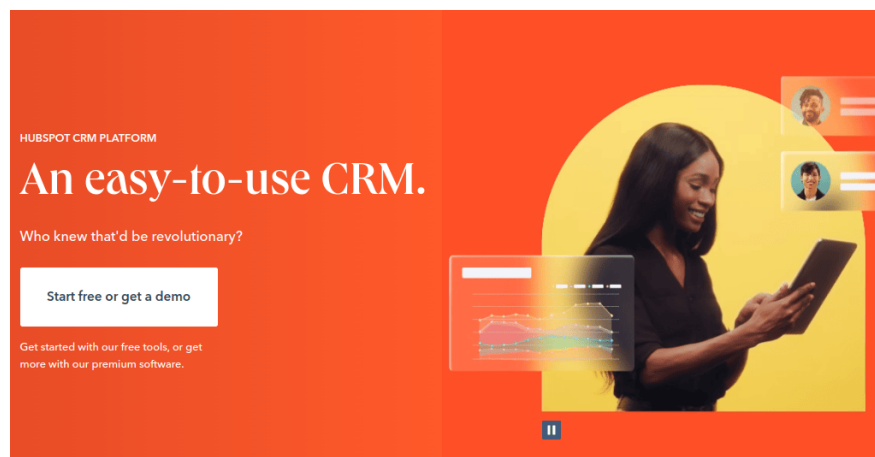 HUBSPOT CRM PLATFORM
An easy-to-use CRM.
Who knew that'd be revolutionary?
Start free or get a demo
Get started with our free tools, or get
more with our premium software.